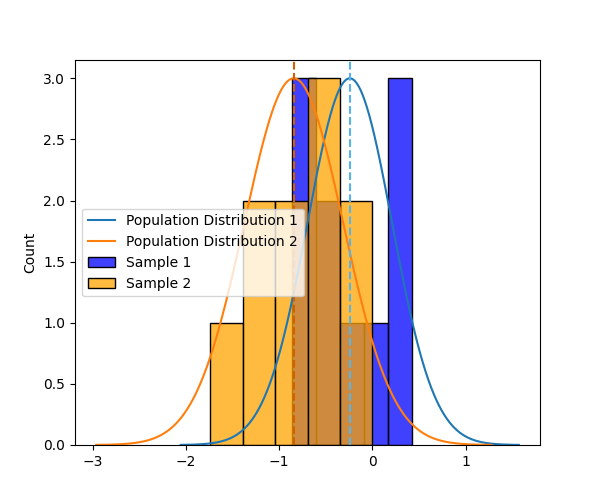 3.0
2.5
2.0
1.5
1.0
0.5
0.0
Count
Population Distribution 1
Population Distribution 2
Sample 1
Sample 2
−3 −2 −1 0 1